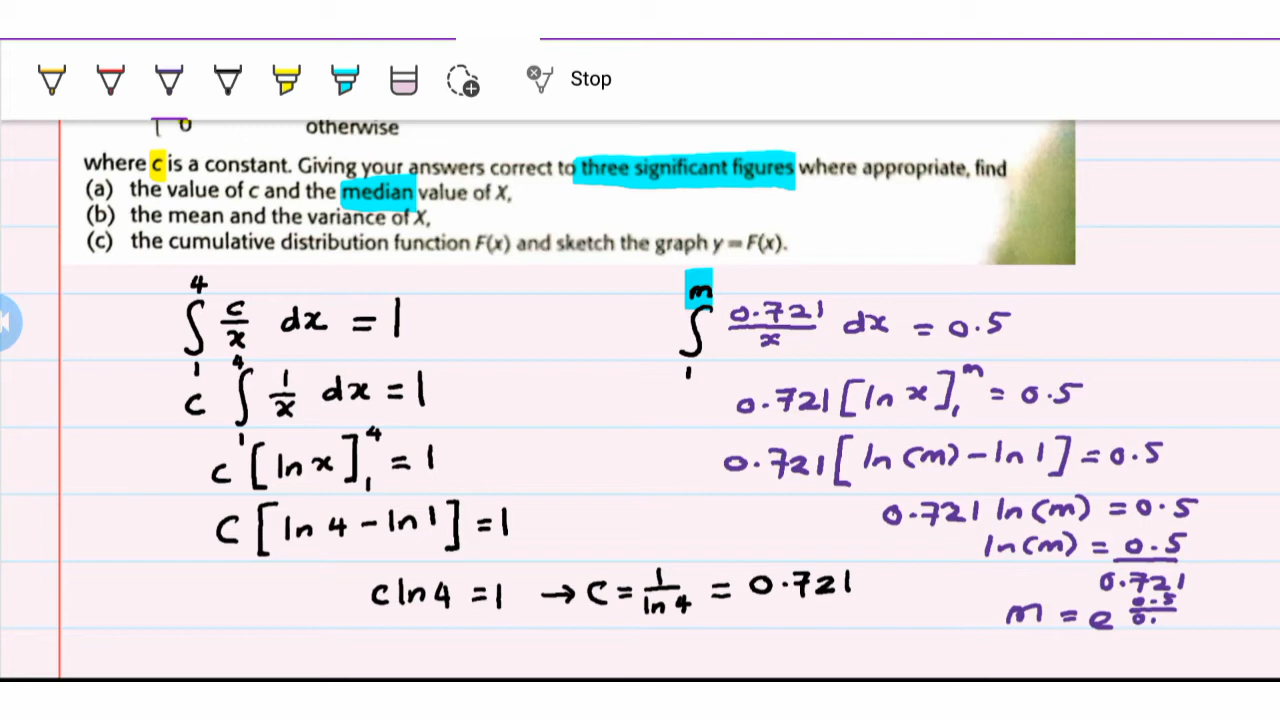 Stop
otherwise
where c is a constant. Giving your answers correct to three significant figures where appropriate, find
(a) the value of c and the median value of X,
(b) the mean and the variance of X,
(c) the cumulative distribution function F(x) and sketch the graph y = F(x).
∫₁⁴ c/x dx = 1
c ∫₁⁴ 1/x dx = 1
c [ln x]₁⁴ = 1
C [ln 4 - ln 1] = 1
c ln 4 = 1 → C = 1/ln 4 = 0.721
∫₁ᵐ 0.721/x dx = 0.5
0.721 [ln x]₁ᵐ = 0.5
0.721 [ln (m) - ln 1] = 0.5
0.721 ln (m) = 0.5
ln (m) = 0.5/0.721
m = e^(0.5/0.